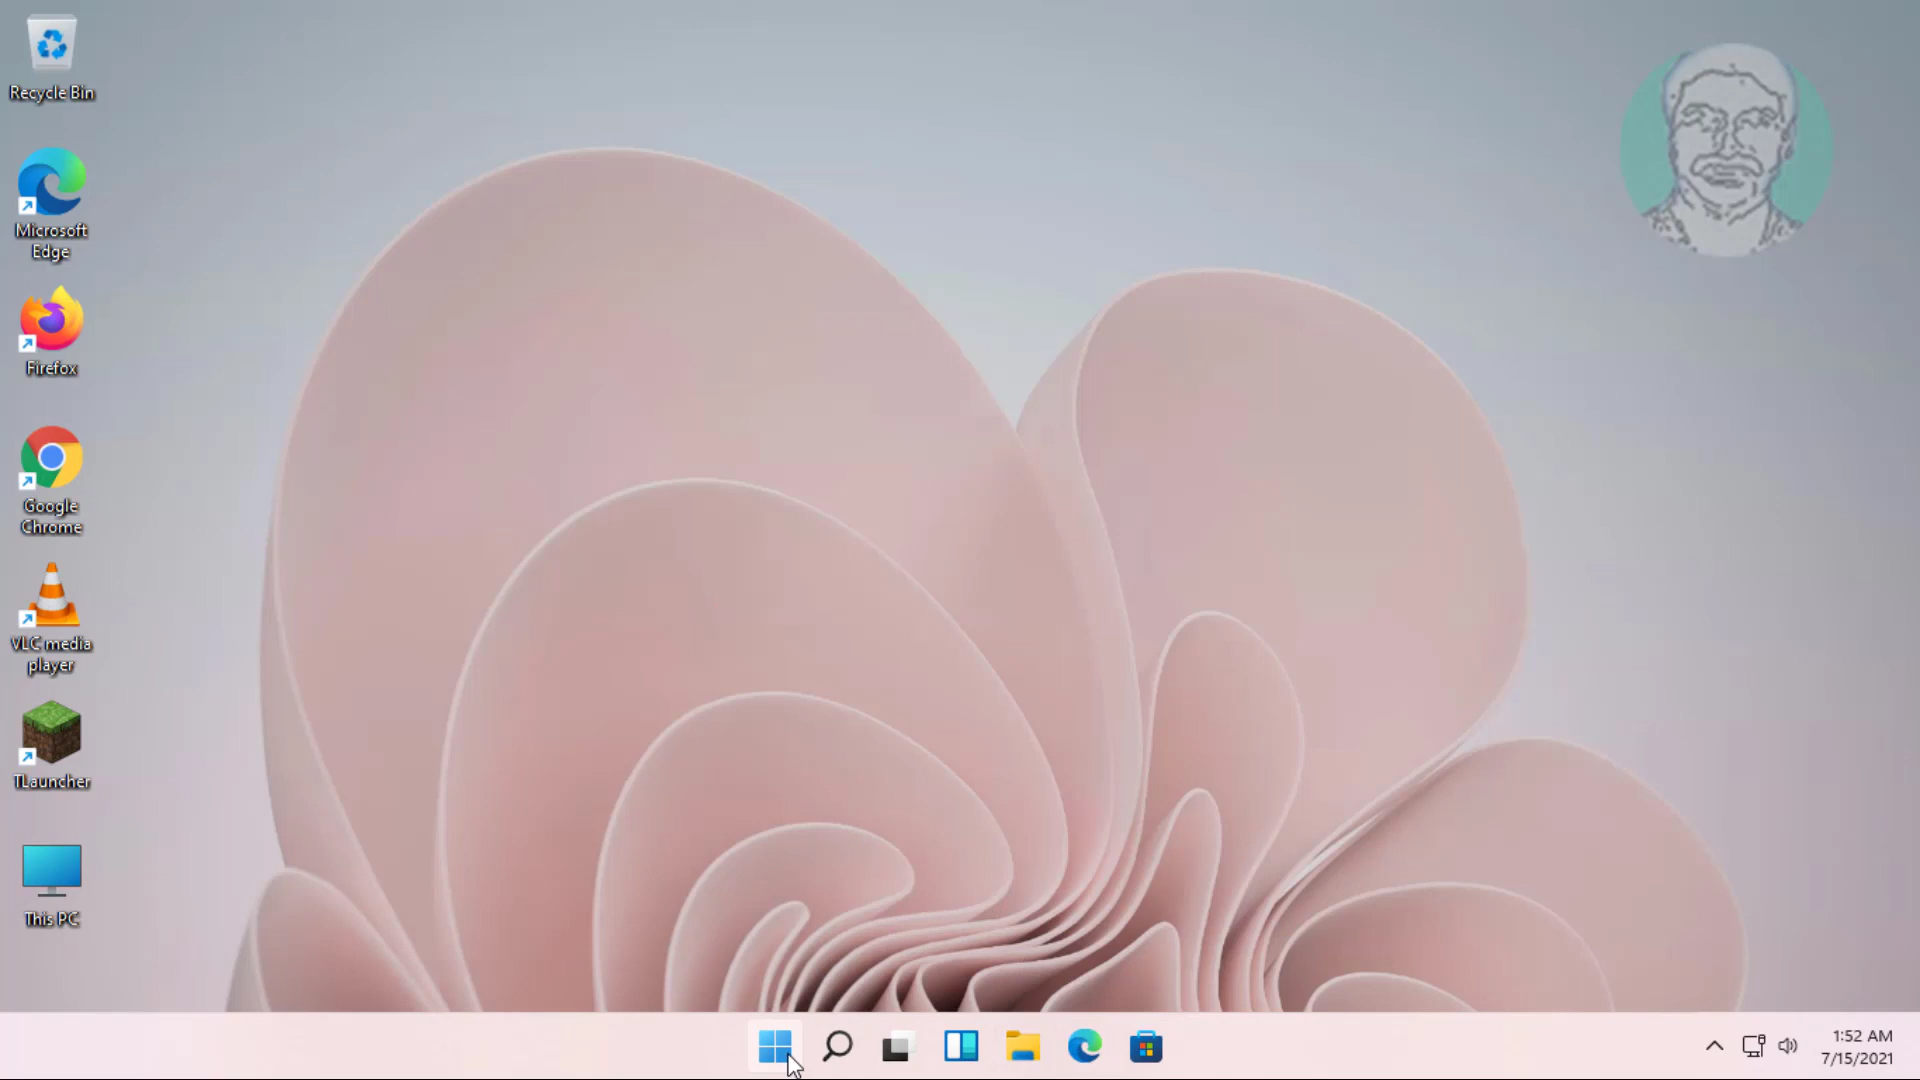 Recycle Bin
Microsoft
Edge
Firefox
Google
Chrome
VLC media
player
TLauncher
This PC
1:52 AM
7/15/2021